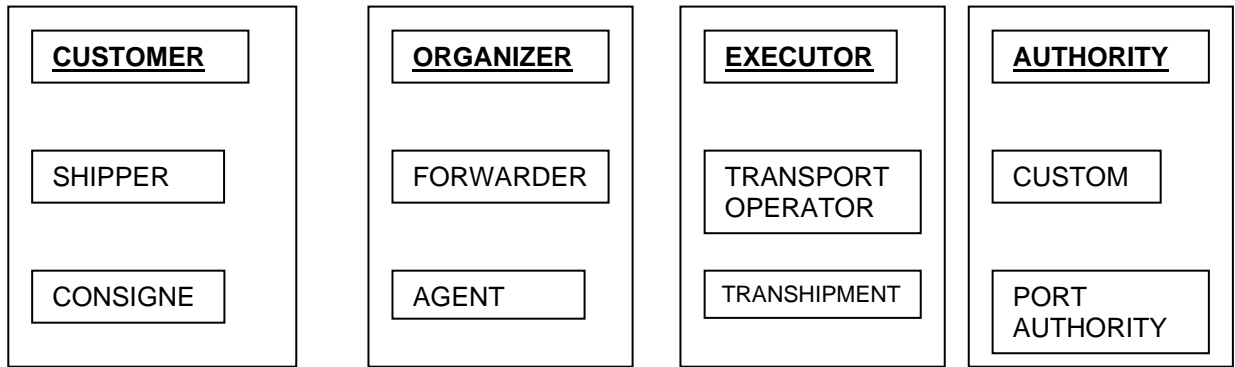 CUSTOMER
SHIPPER
CONSIGNE
ORGANIZER
FORWARDER
AGENT
EXECUTOR
TRANSPORT
OPERATOR
TRANSHIPMENT
AUTHORITY
CUSTOM
PORT
AUTHORITY